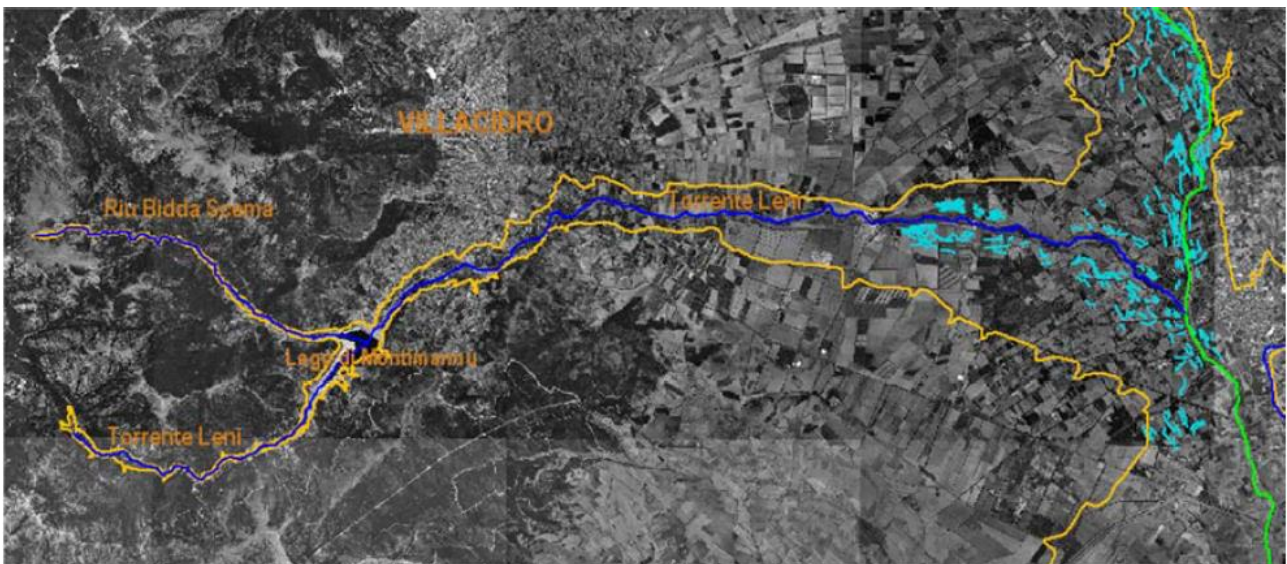 VILLACIDRO
Riu Bidda Scema
Torrente Leni
Lago di Montimannu
Torrente Leni